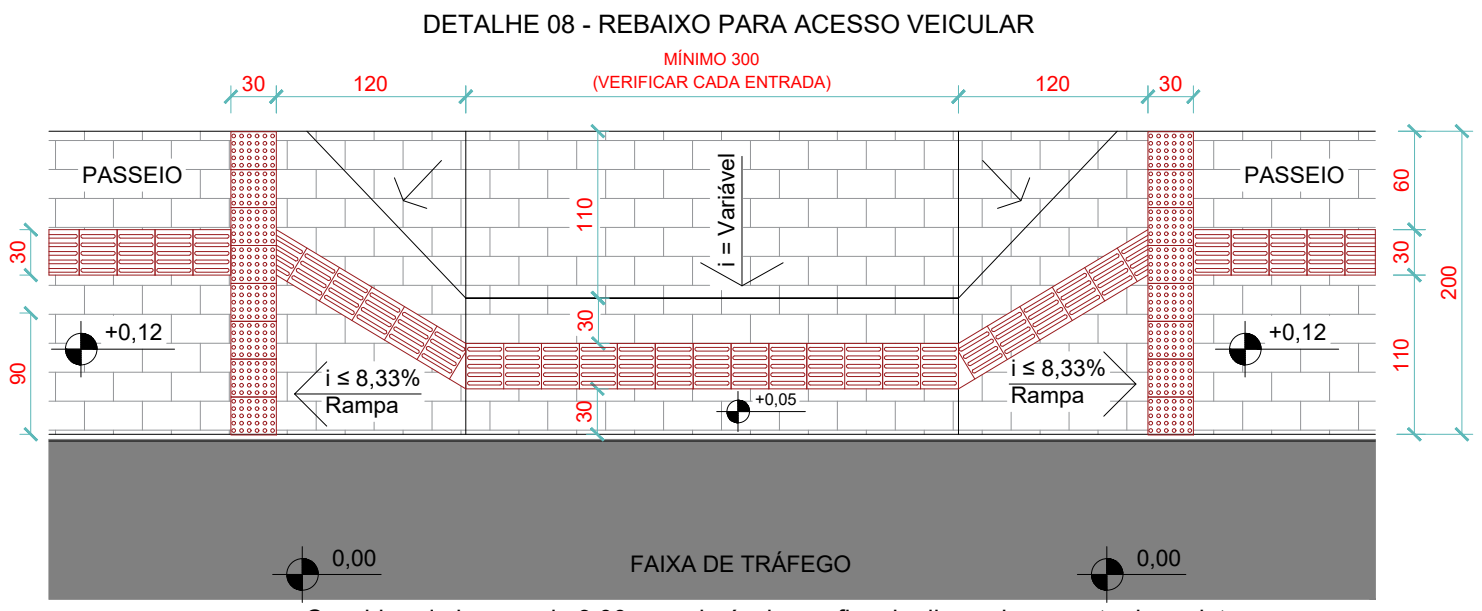 DETALHE 08 - REBAIXO PARA ACESSO VEICULAR
MÍNIMO 300
(VERIFICAR CADA ENTRADA)
30
120
120
30
PASSEIO
PASSEIO
60
110
i = Variável
30
30
200
+0,12
30
+0,12
90
i ≤ 8,33%
Rampa
i ≤ 8,33%
Rampa
110
+0,05
30
0,00
FAIXA DE TRÁFEGO
0,00